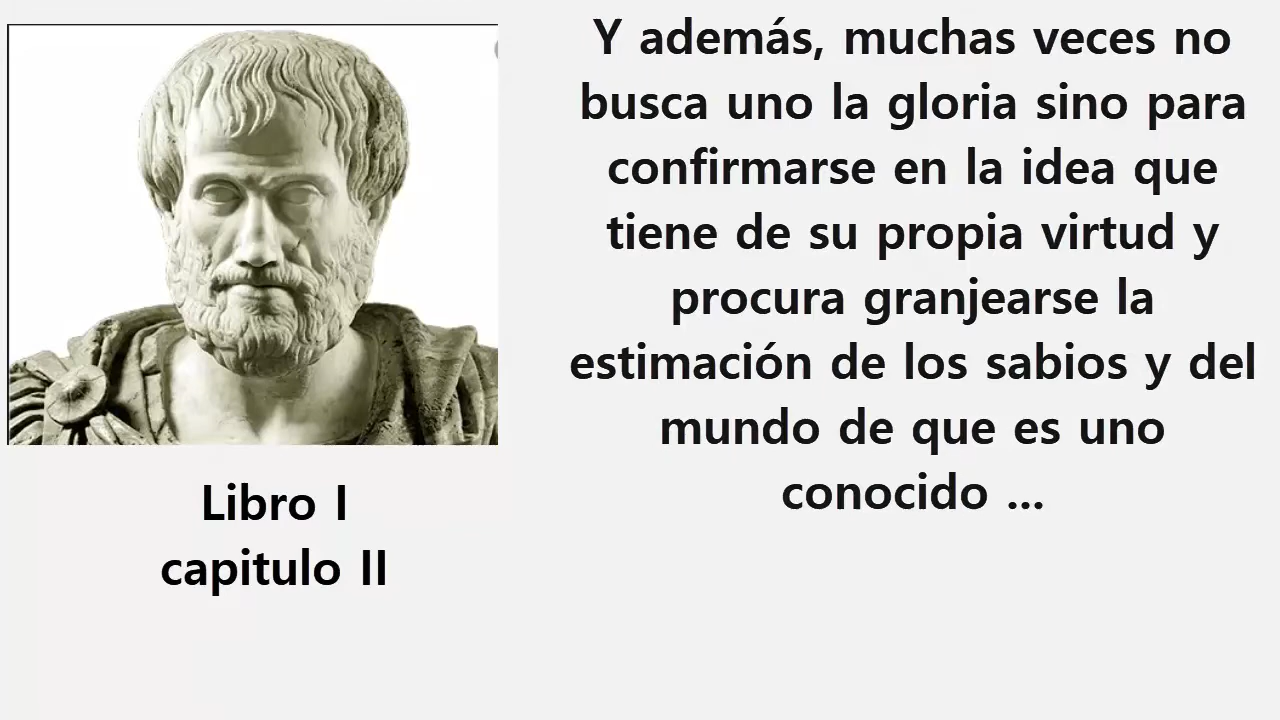 Y además, muchas veces no
busca uno la gloria sino para
confirmarse en la idea que
tiene de su propia virtud y
procura granjearse la
estimación de los sabios y del
mundo de que es uno
conocido ...
Libro I
capitulo II